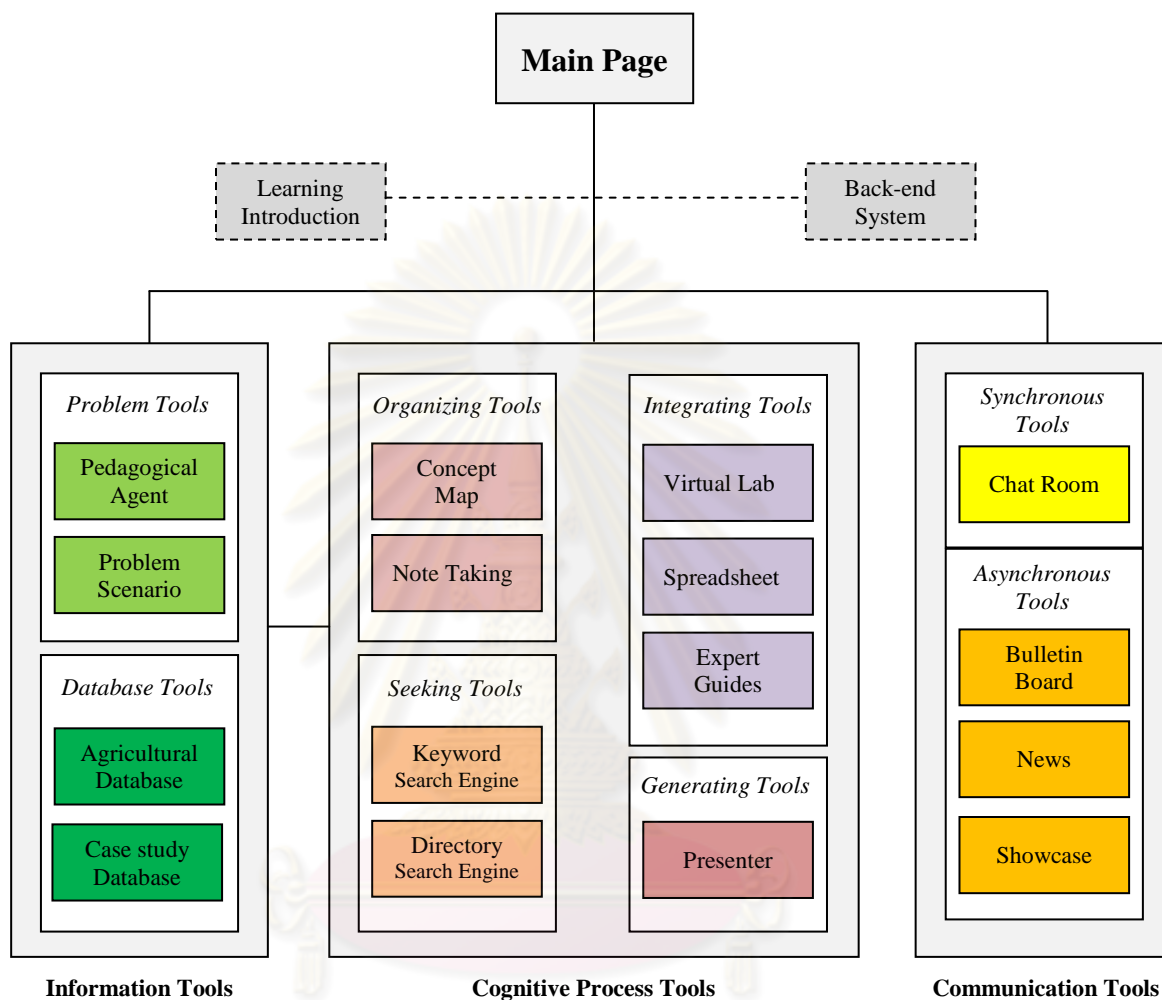 Main Page
Learning
Introduction
Back-end
System
Problem Tools
Pedagogical
Agent
Problem
Scenario
Database Tools
Agricultural
Database
Case study
Database
Organizing Tools
Concept
Map
Note Taking
Seeking Tools
Keyword
Search Engine
Directory
Search Engine
Integrating Tools
Virtual Lab
Spreadsheet
Expert
Guides
Generating Tools
Presenter
Synchronous
Tools
Chat Room
Asynchronous
Tools
Bulletin
Board
News
Showcase
Information Tools
Cognitive Process Tools
Communication Tools